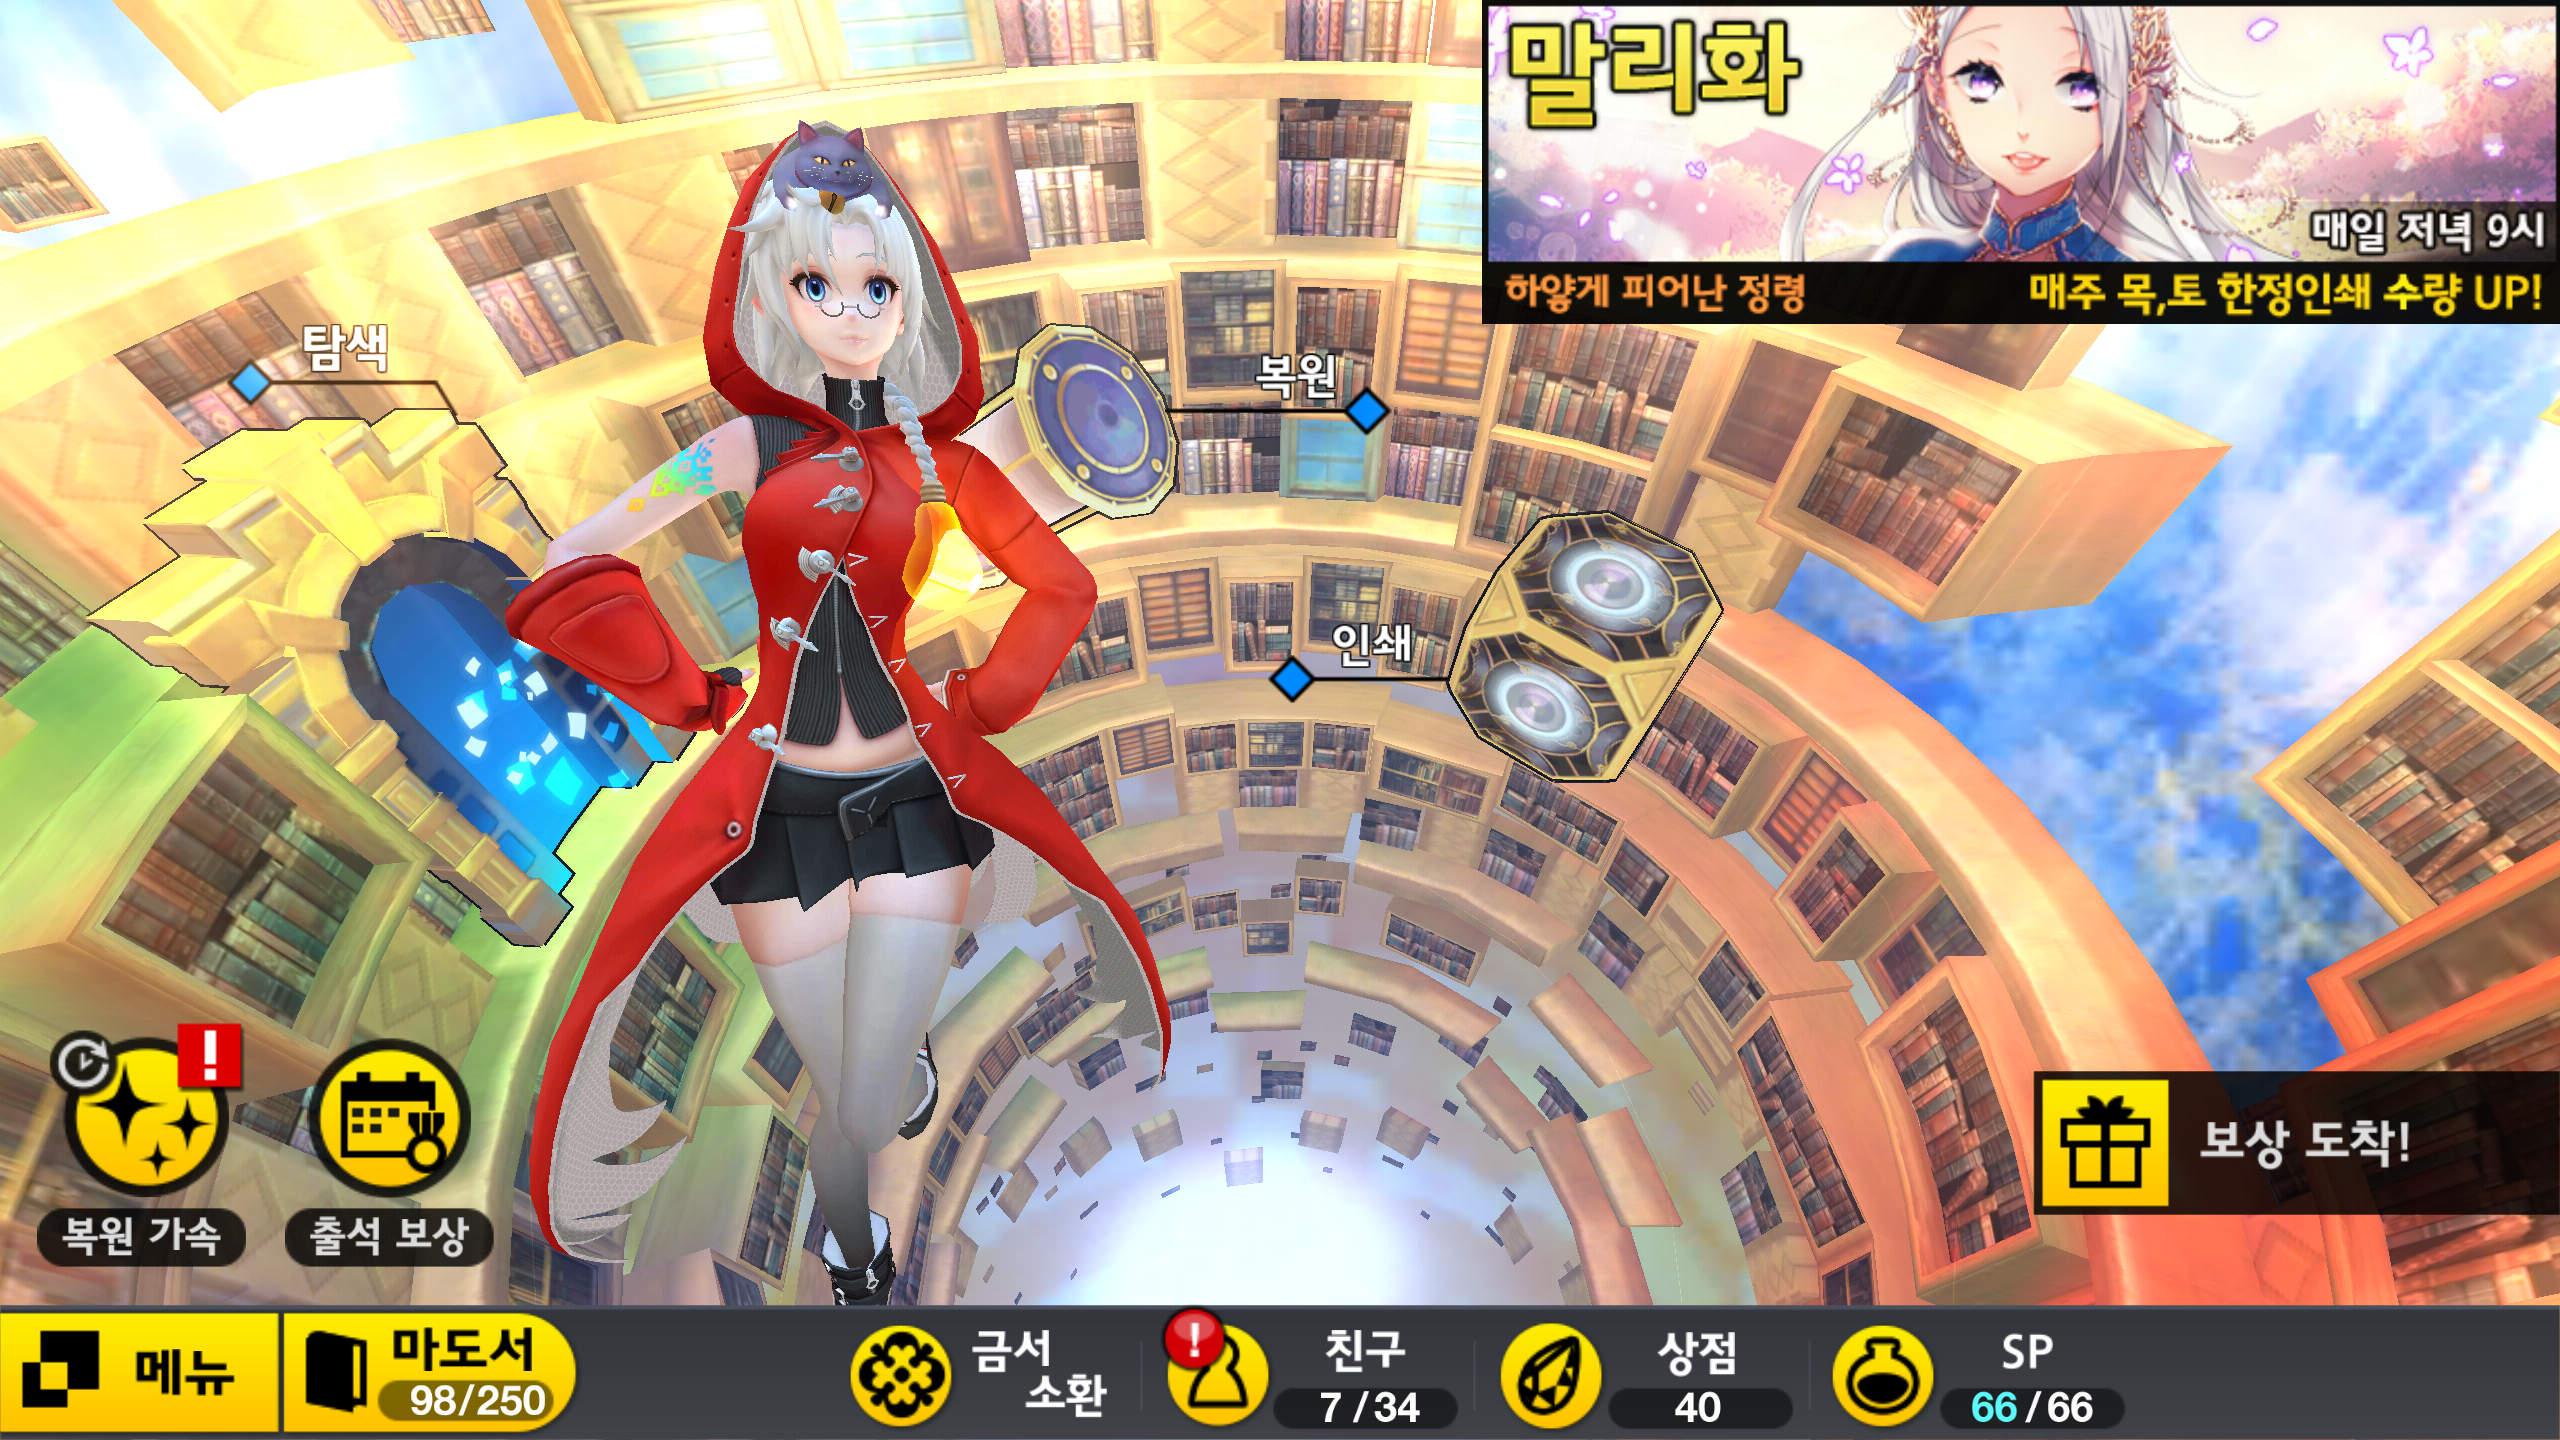 말리화
매일 저녁 9시
하얗게 피어난 정령
매주 목,토 한정인쇄 수량 UP!
탐색
복원
인쇄
!
복원 가속
출석 보상
보상 도착!
메뉴
마도서
98/250
금서
소환
!
친구
7 / 34
상점
40
SP
66 / 66